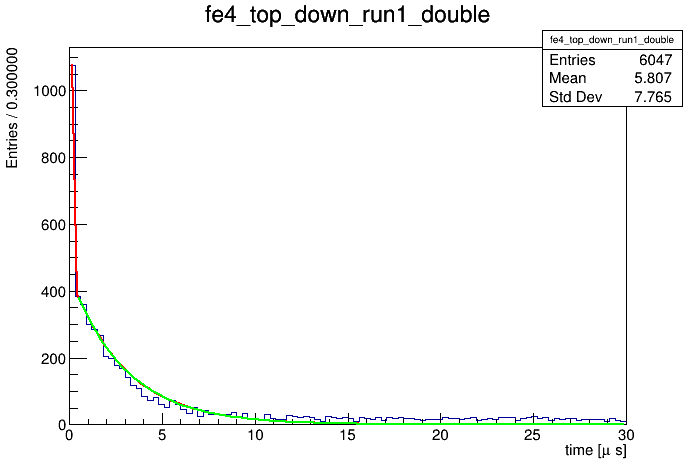 fe4_top_down_run1_double
fe4_top_down_run1_double
Entries 6047
Mean 5.807
Std Dev 7.765
Entries / 0.300000
1000
800
600
400
200
0
0 5 10 15 20 25 30
time [μ s]